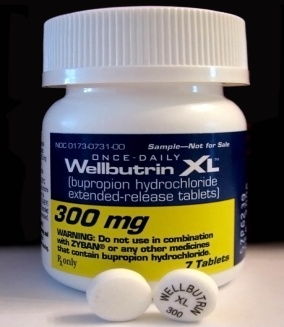 NDC 0173-0731-00 Sample—Not for Sale
ONCE-DAILY
Wellbutrin XL™
(bupropion hydrochloride
extended-release tablets)
300 mg
WARNING: Do not use in combination
with ZYBAN® or any other medicines
that contain bupropion hydrochloride.
Rx only
7 Tablets
WELLBUTRIN
XL
300